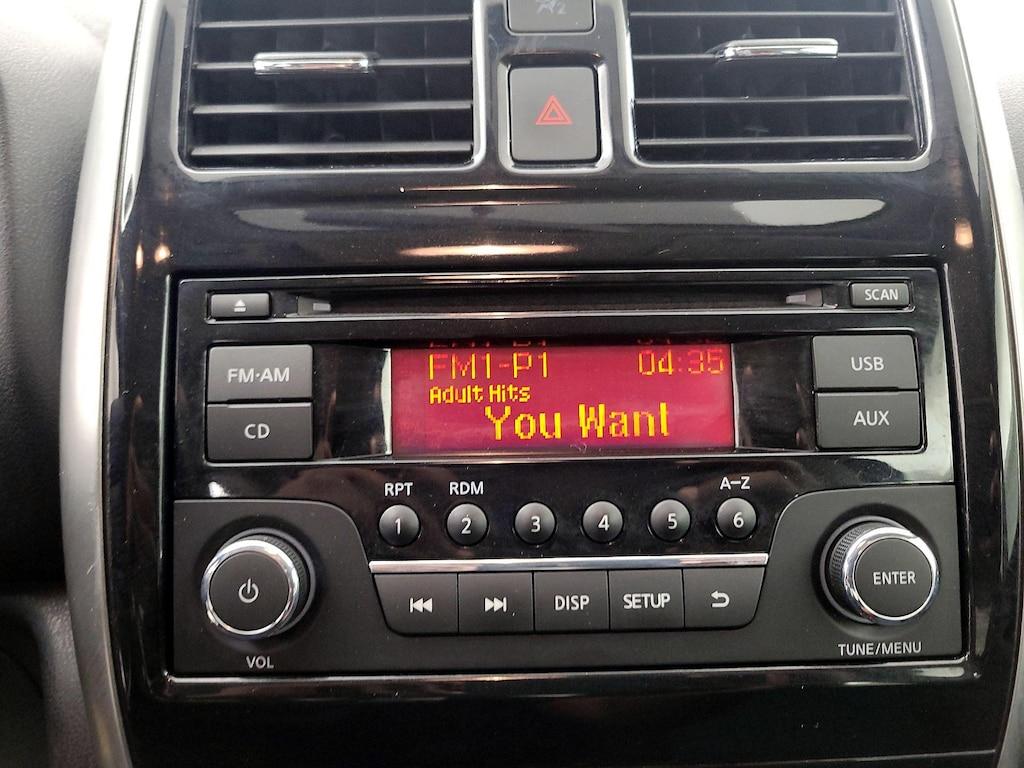 SCAN
FM·AM
CD
FM1-P1 04:35
Adult Hits
You Want
USB
AUX
RPT RDM A-Z
1 2 3 4 5 6
DISP SETUP
ENTER
VOL
TUNE/MENU